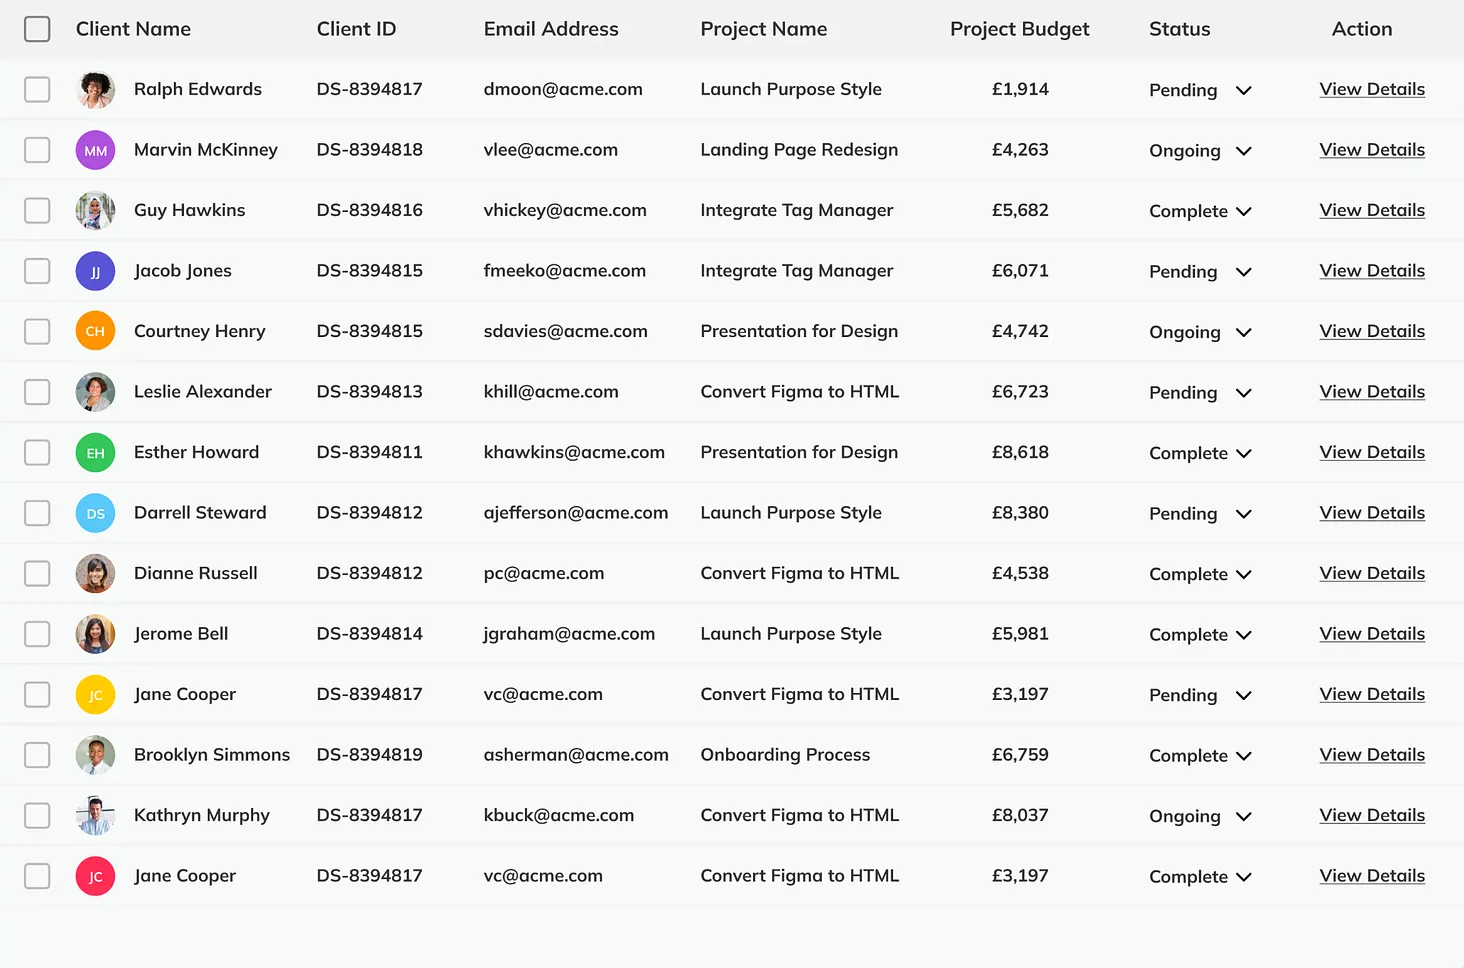 Client Name Client ID Email Address Project Name Project Budget Status Action
Ralph Edwards DS-8394817 dmoon@acme.com Launch Purpose Style £1,914 Pending View Details
MM Marvin McKinney DS-8394818 vlee@acme.com Landing Page Redesign £4,263 Ongoing View Details
Guy Hawkins DS-8394816 vhickey@acme.com Integrate Tag Manager £5,682 Complete View Details
JJ Jacob Jones DS-8394815 fmeeko@acme.com Integrate Tag Manager £6,071 Pending View Details
CH Courtney Henry DS-8394815 sdavies@acme.com Presentation for Design £4,742 Ongoing View Details
Leslie Alexander DS-8394813 khill@acme.com Convert Figma to HTML £6,723 Pending View Details
EH Esther Howard DS-8394811 khawkins@acme.com Presentation for Design £8,618 Complete View Details
DS Darrell Steward DS-8394812 ajefferson@acme.com Launch Purpose Style £8,380 Pending View Details
Dianne Russell DS-8394812 pc@acme.com Convert Figma to HTML £4,538 Complete View Details
Jerome Bell DS-8394814 jgraham@acme.com Launch Purpose Style £5,981 Complete View Details
JC Jane Cooper DS-8394817 vc@acme.com Convert Figma to HTML £3,197 Pending View Details
Brooklyn Simmons DS-8394819 asherman@acme.com Onboarding Process £6,759 Complete View Details
Kathryn Murphy DS-8394817 kbuck@acme.com Convert Figma to HTML £8,037 Ongoing View Details
JC Jane Cooper DS-8394817 vc@acme.com Convert Figma to HTML £3,197 Complete View Details